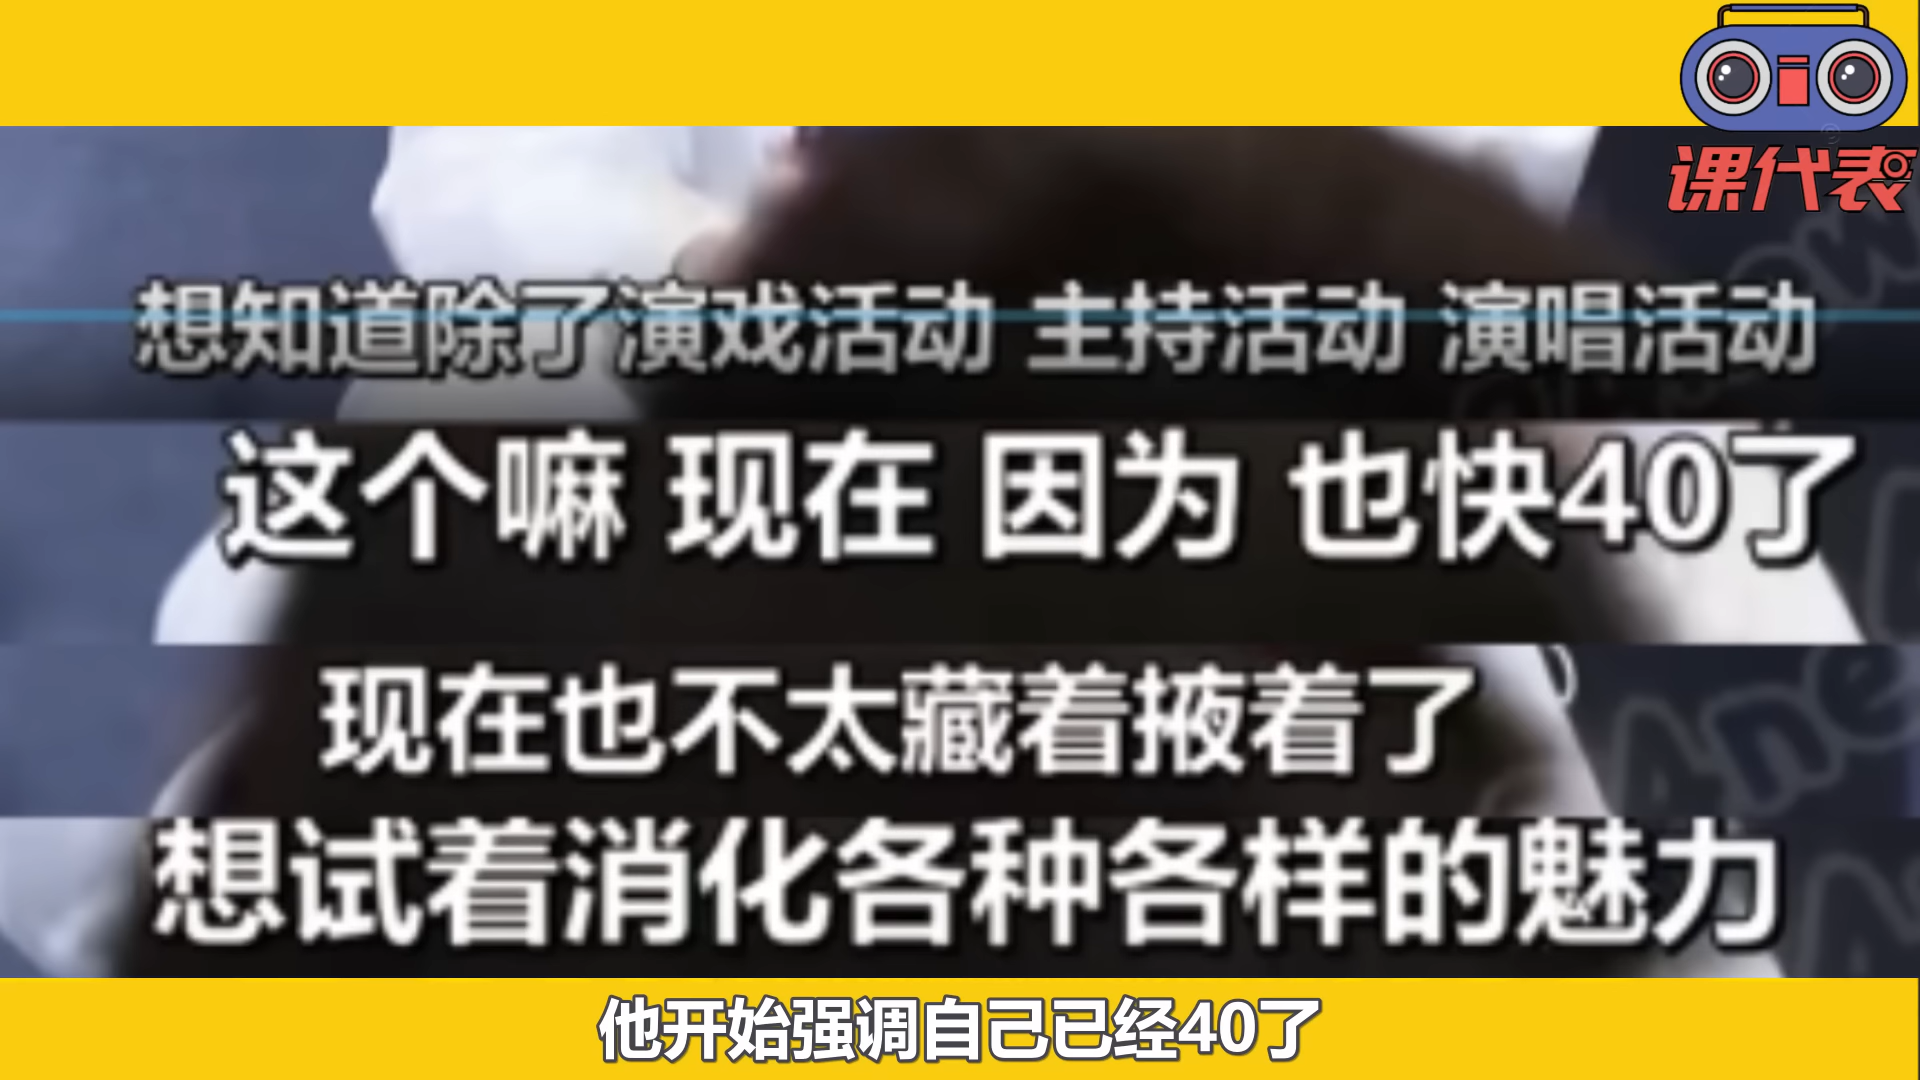 课代表
想知道除了演戏活动 主持活动 演唱活动
这个嘛 现在 因为 也快40了
现在也不太藏着掖着了
想试着消化各种各样的魅力
他开始强调自己已经40了